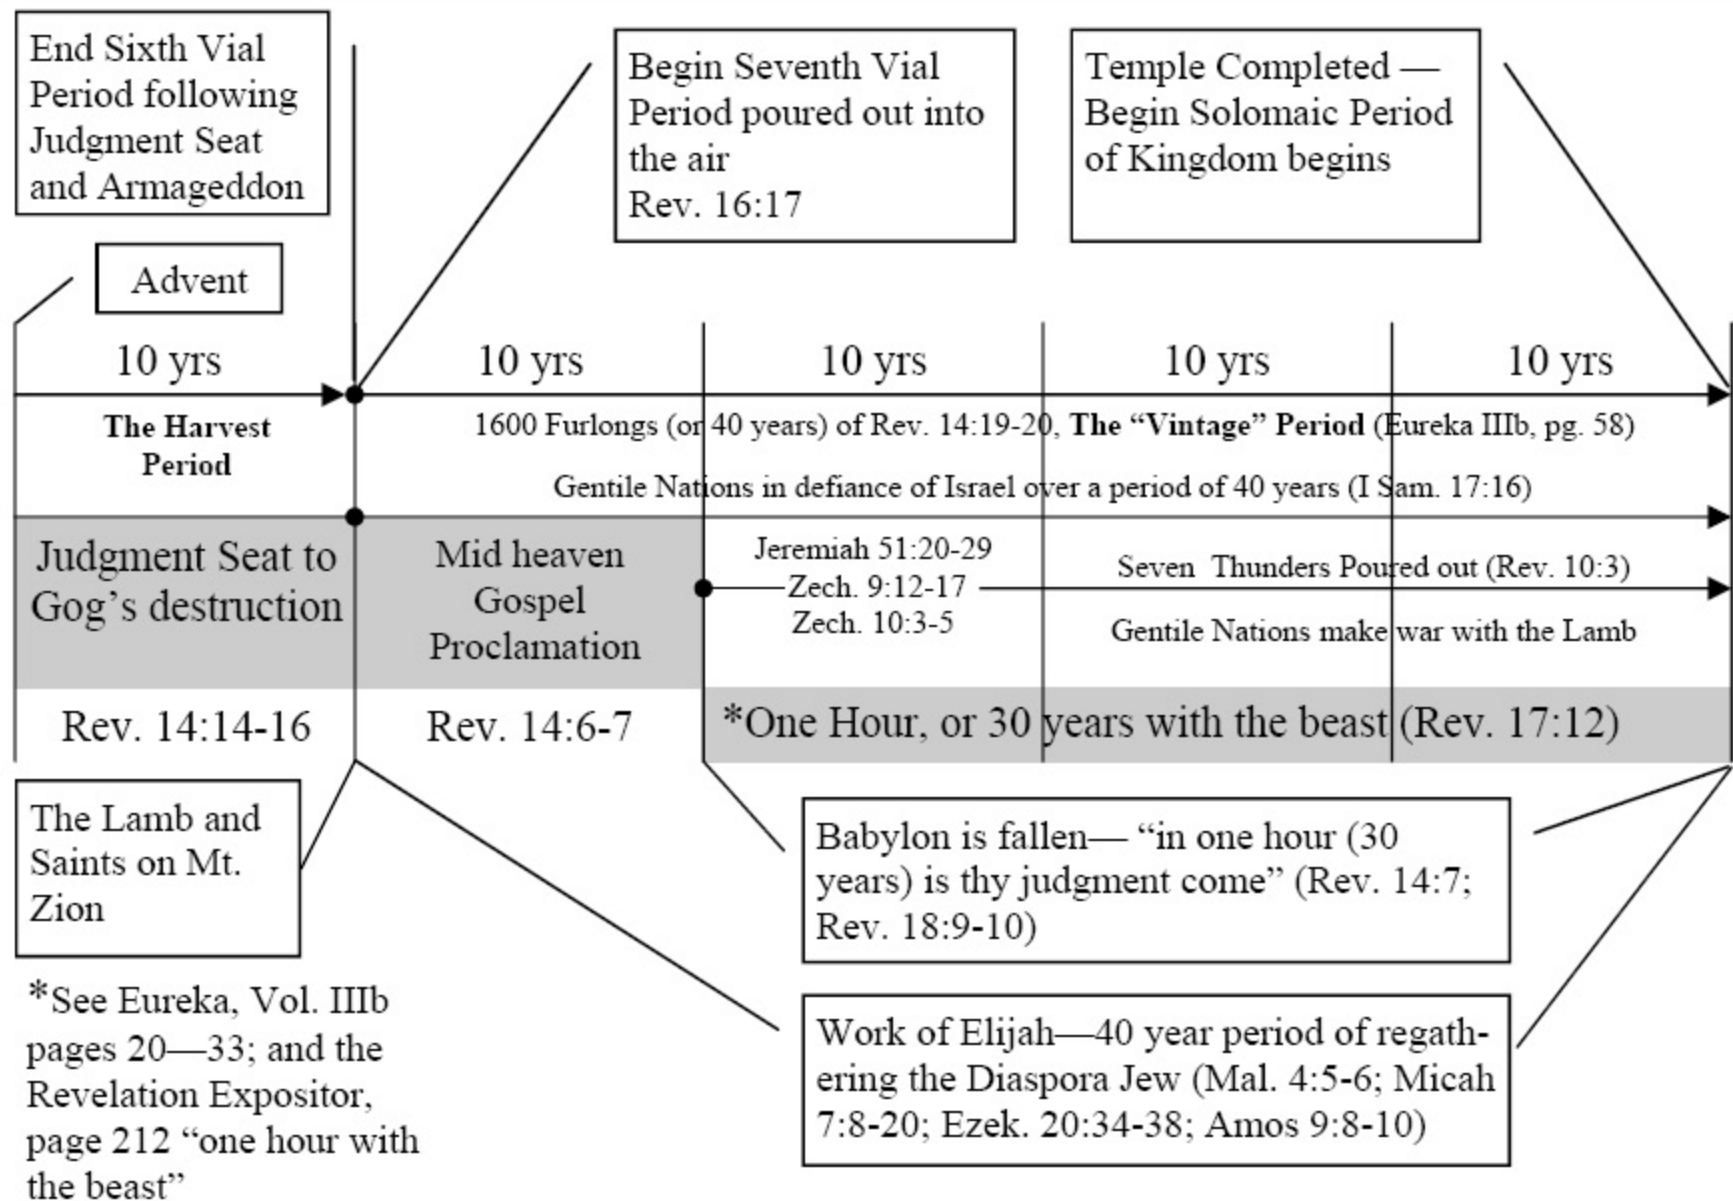 End Sixth Vial
Period following
Judgment Seat
and Armageddon
Begin Seventh Vial
Period poured out into
the air
Rev. 16:17
Temple Completed —
Begin Solomaic Period
of Kingdom begins
Advent
10 yrs
10 yrs
10 yrs
10 yrs
10 yrs
The Harvest
Period
1600 Furlongs (or 40 years) of Rev. 14:19-20, The “Vintage” Period (Eureka IIIb, pg. 58)
Gentile Nations in defiance of Israel over a period of 40 years (I Sam. 17:16)
Judgment Seat to
Gog’s destruction
Mid heaven
Gospel
Proclamation
Jeremiah 51:20-29
Zech. 9:12-17
Zech. 10:3-5
Seven Thunders Poured out (Rev. 10:3)
Gentile Nations make war with the Lamb
Rev. 14:14-16
Rev. 14:6-7
*One Hour, or 30 years with the beast (Rev. 17:12)
The Lamb and
Saints on Mt.
Zion
Babylon is fallen— “in one hour (30
years) is thy judgment come” (Rev. 14:7;
Rev. 18:9-10)
Work of Elijah—40 year period of regath-
ering the Diaspora Jew (Mal. 4:5-6; Micah
7:8-20; Ezek. 20:34-38; Amos 9:8-10)
*See Eureka, Vol. IIIb
pages 20—33; and the
Revelation Expositor,
page 212 “one hour with
the beast”